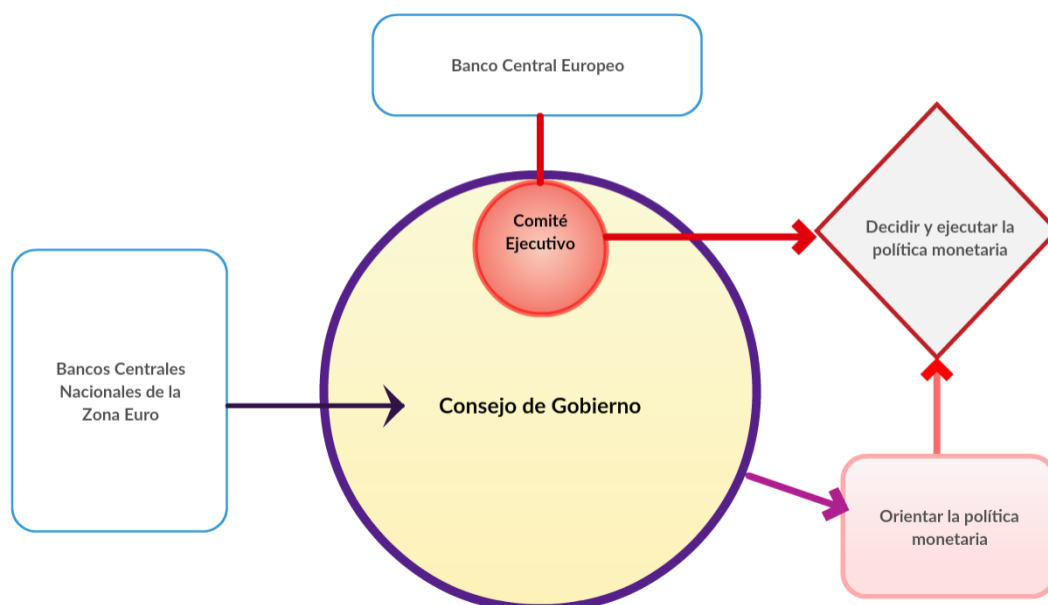 Banco Central Europeo
Comité
Ejecutivo
Decidir y ejecutar la
política monetaria
Bancos Centrales
Nacionales de la
Zona Euro
Consejo de Gobierno
Orientar la política
monetaria